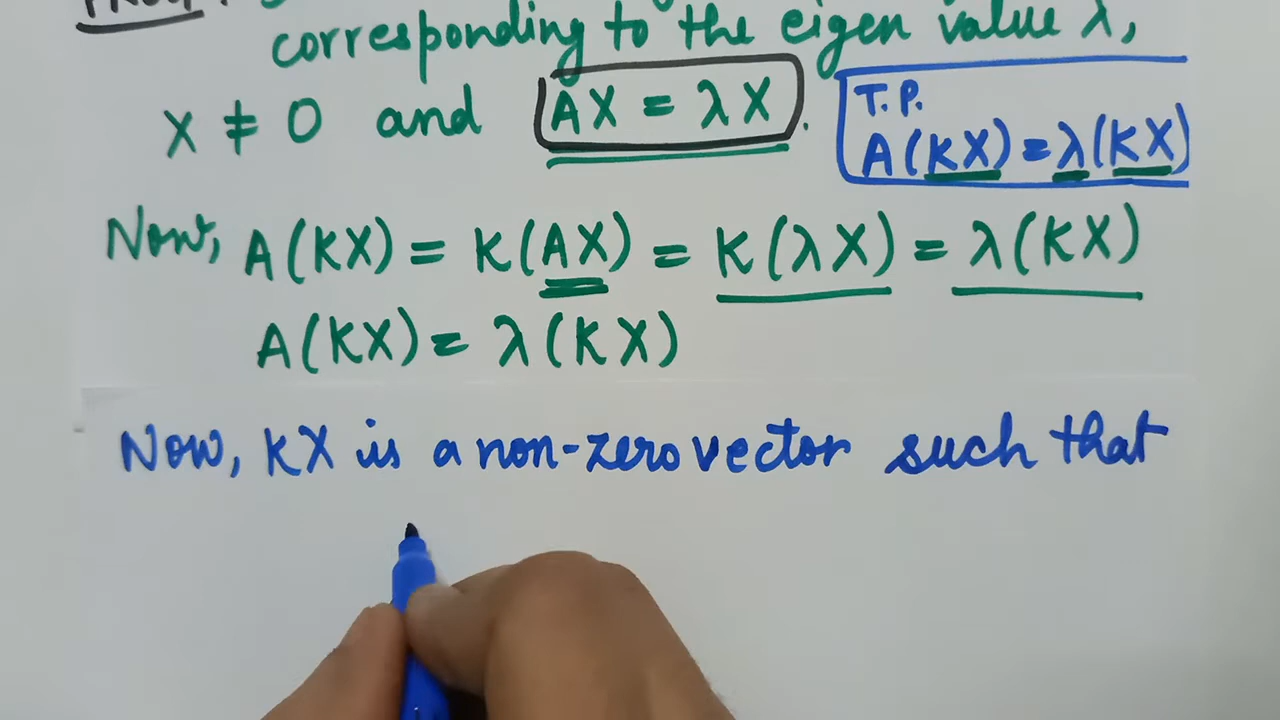 corresponding to the eigen value λ,
X ≠ 0 and AX = λX.
T.P.
A(KX) = λ(KX)
Now, A(KX) = K(AX) = K(λX) = λ(KX)
A(KX) = λ(KX)
Now, KX is a non-zero vector such that